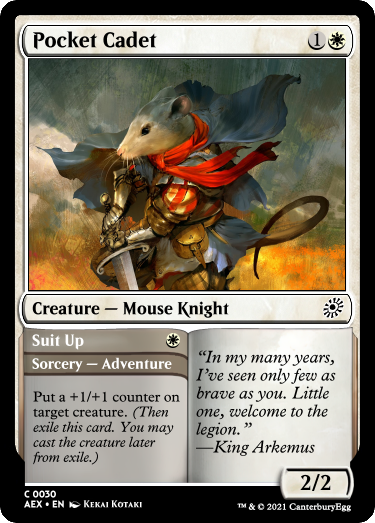 Pocket Cadet 1
Creature — Mouse Knight
Suit Up
Sorcery — Adventure
Put a +1/+1 counter on
target creature. (Then
exile this card. You may
cast the creature later
from exile.)
“In my many years,
I’ve seen only few as
brave as you. Little
one, welcome to the
legion.”
—King Arkemus
2/2
C 0030
AEX • EN KEKAI KOTAKI
™ & © 2021 CanterburyEgg